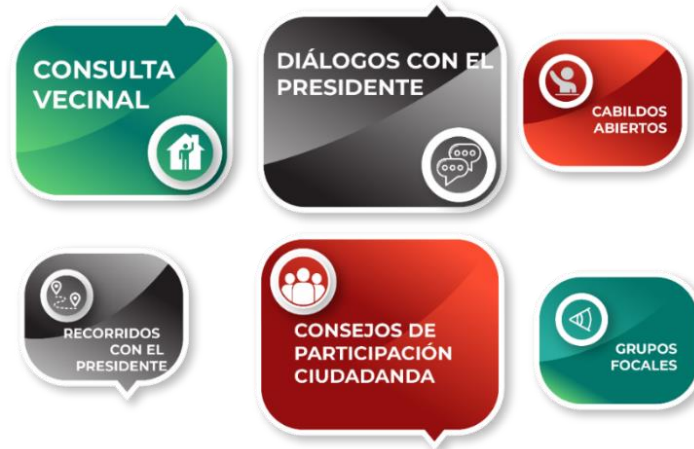 CONSULTA
VECINAL
DIÁLOGOS CON EL
PRESIDENTE
CABILDOS
ABIERTOS
RECORRIDOS
CON EL
PRESIDENTE
CONSEJOS DE
PARTICIPACIÓN
CIUDADANDA
GRUPOS
FOCALES